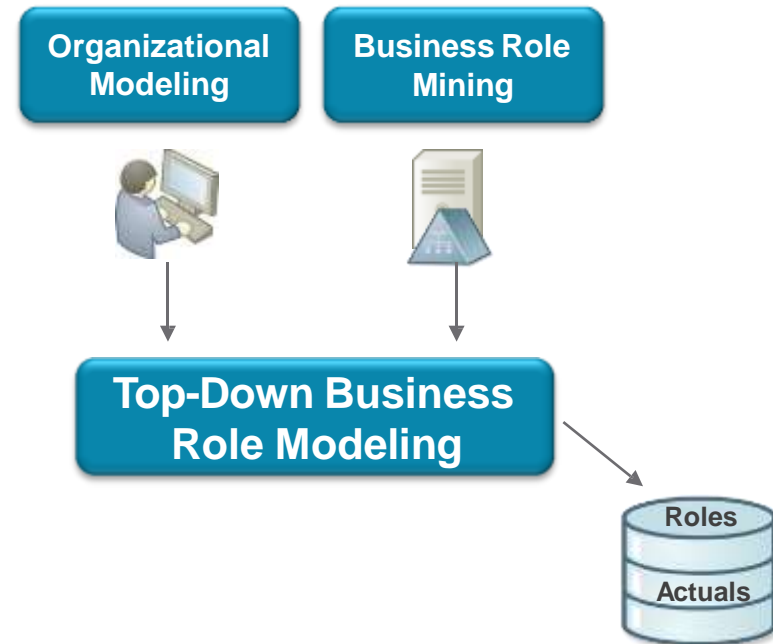 Organizational
Modeling
Business Role
Mining
Top-Down Business
Role Modeling
Roles
Actuals